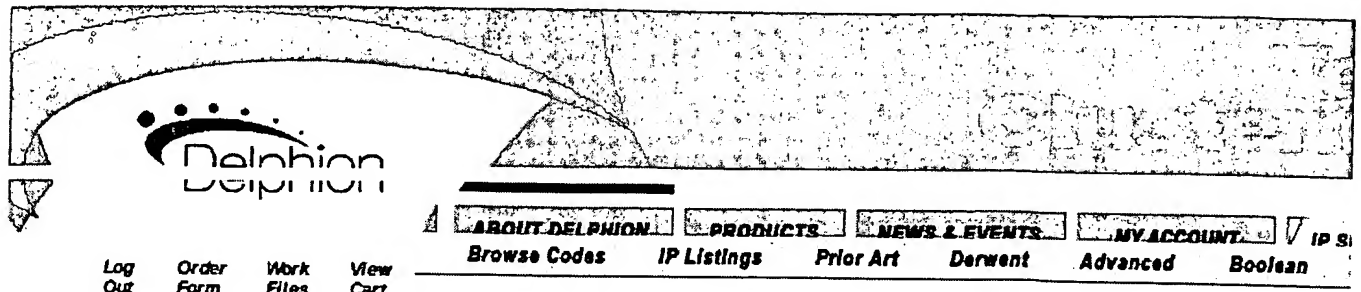 Delphion
ABOUT DELPHION PRODUCTS NEWS & EVENTS MY ACCOUNT
Browse Codes IP Listings Prior Art Derwent Advanced Boolean
Log Out Order Form Work Files View Cart